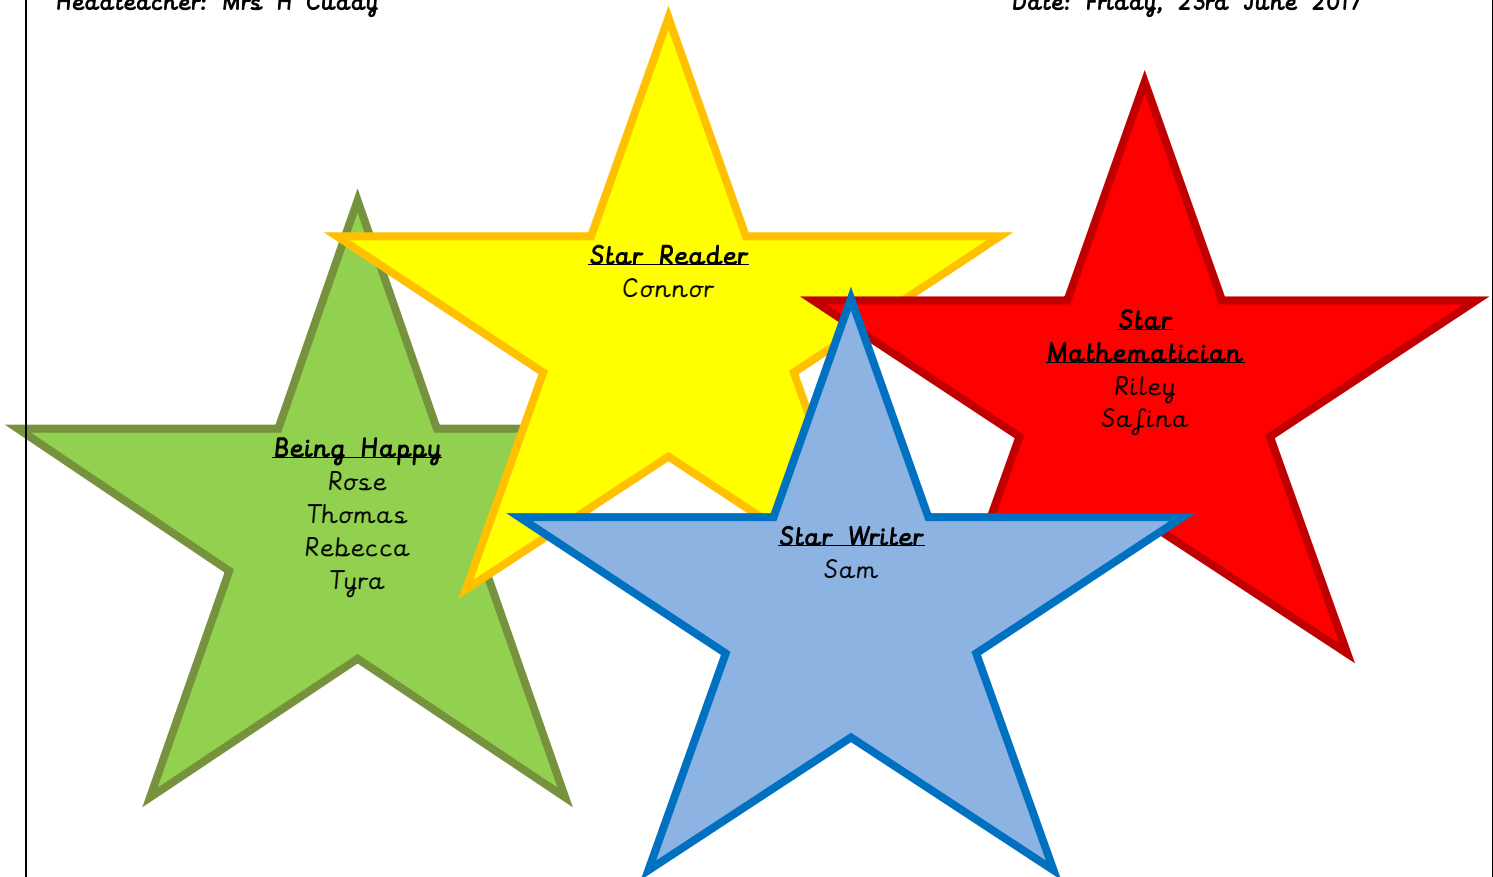 Headteacher: Mrs H Cuddy
Date: Friday, 23rd June 2017
Star Reader
Connor
Star
Mathematician
Riley
Safina
Being Happy
Rose
Thomas
Rebecca
Tyra
Star Writer
Sam